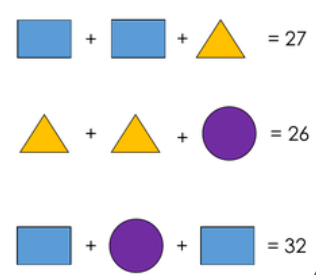 + + = 27
+ + = 26
+ + = 32